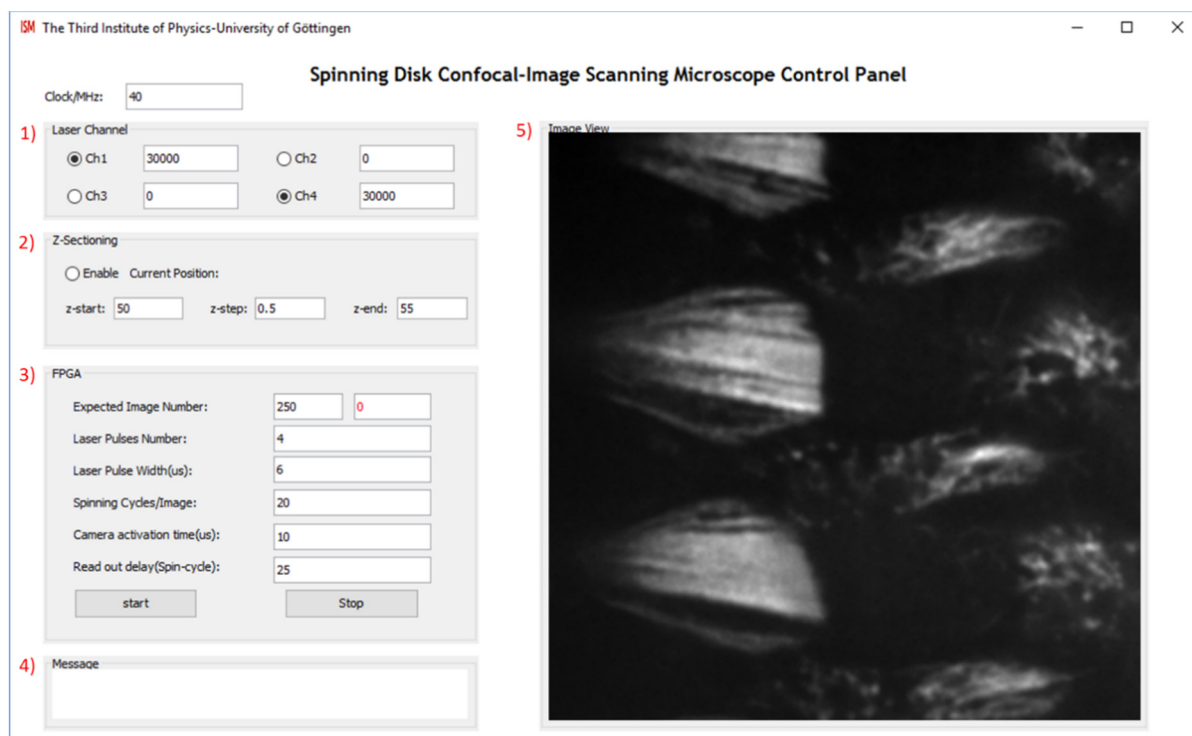 ISM The Third Institute of Physics-University of Göttingen
Spinning Disk Confocal-Image Scanning Microscope Control Panel
Clock/MHz: 40
1) Laser Channel
Ch1 30000 Ch2 0
Ch3 0 Ch4 30000
2) Z-Sectioning
Enable Current Position:
z-start: 50 z-step: 0.5 z-end: 55
3) FPGA
Expected Image Number: 250 0
Laser Pulses Number: 4
Laser Pulse Width(us): 6
Spinning Cycles/Image: 20
Camera activation time(us): 10
Read out delay(Spin-cycle): 25
start Stop
4) Message
5) Image View